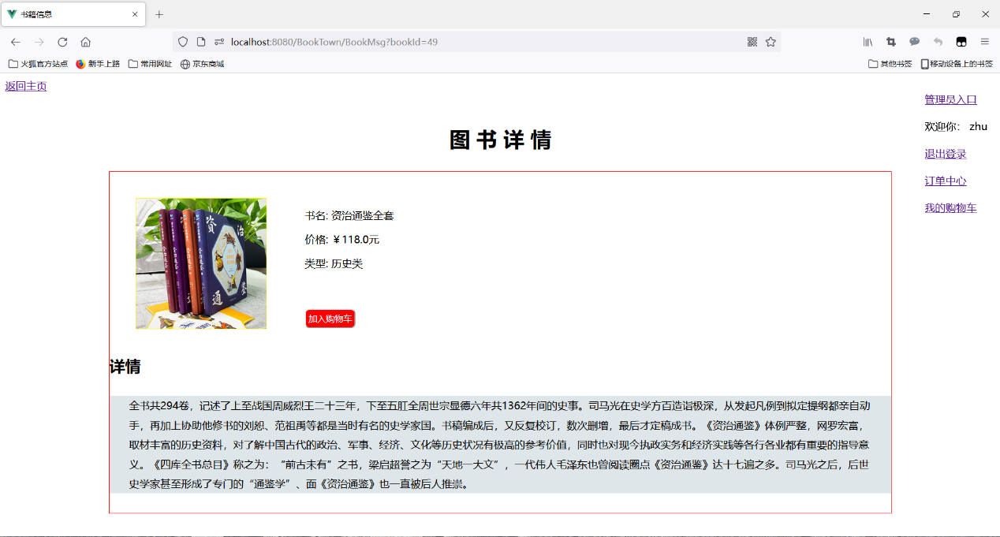 书籍信息
localhost:8080/BookTown/BookMsg?bookId=49
火狐官方站点 新手上路 常用网址 京东商城 其他书签 移动设备上的书签
返回主页
管理员入口
欢迎你: zhu
退出登录
订单中心
我的购物车
图 书 详 情
资治
通鉴
书名: 资治通鉴全套
价格: ￥118.0元
类型: 历史类
加入购物车
详情
全书共294卷，记述了上至战国周威烈王二十三年，下至五肛全周世宗显德六年共1362年间的史事。司马光在史学方百造诣极深，从发起凡例到拟定提纲都亲自动
手，再加上协助他修书的刘恕、范祖禹等都是当时有名的史学家国。书稿编成后，又反复校订，数次删增，最后才定稿成书。《资治通鉴》体例严整，网罗宏富，
取材丰富的历史资料，对了解中国古代的政治、军事、经济、文化等历史状况有极高的参考价值，同时也对现今执政实务和经济实践等各行各业都有重要的指导意
义。《四库全书总目》称之为：“前古未有”之书，梁启超誉之为“天地一大文”，一代伟人毛泽东也曾阅读圈点《资治通鉴》达十七遍之多。司马光之后，后世
史学家甚至形成了专门的“通鉴学”、面《资治通鉴》也一直被后人推崇。